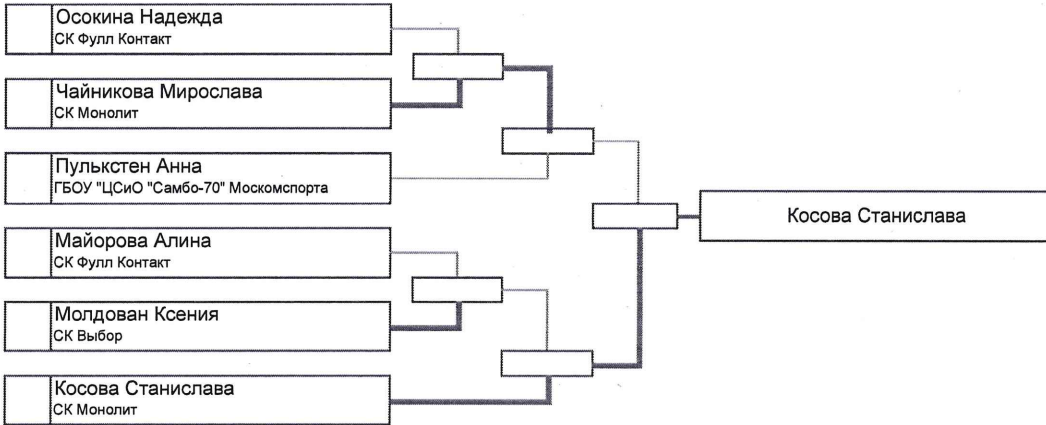 Осокина Надежда
СК Фулл Контакт
Чайникова Мирослава
СК Монолит
Пулькстен Анна
ГБОУ "ЦСиО "Самбо-70" Москомспорта
Майорова Алина
СК Фулл Контакт
Молдован Ксения
СК Выбор
Косова Станислава
СК Монолит
Косова Станислава